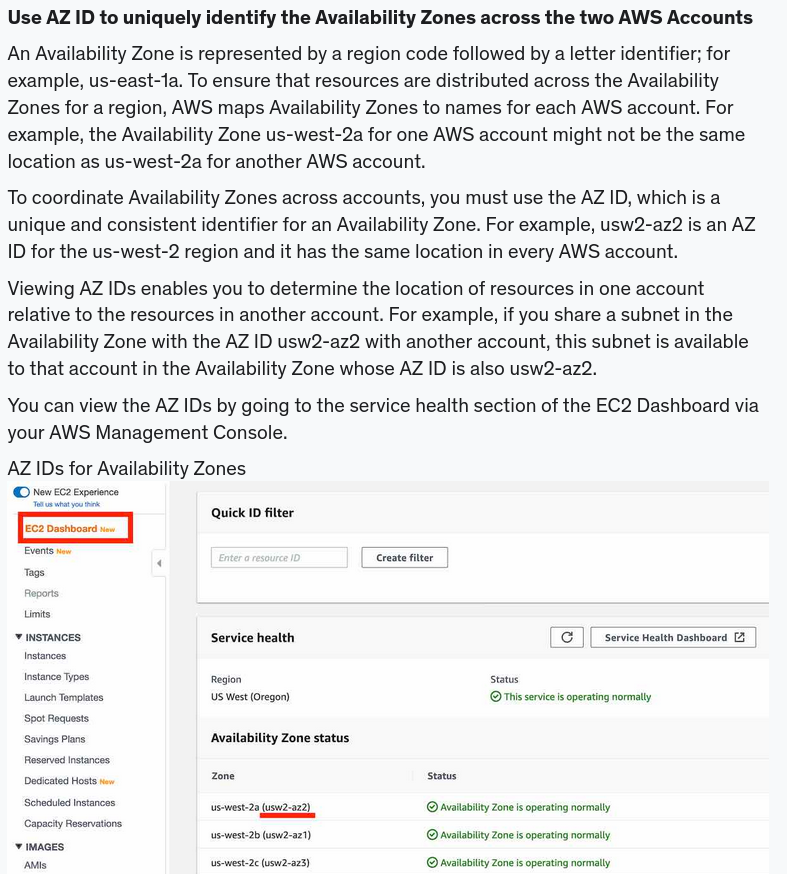 Use AZ ID to uniquely identify the Availability Zones across the two AWS Accounts
An Availability Zone is represented by a region code followed by a letter identifier; for
example, us-east-1a. To ensure that resources are distributed across the Availability
Zones for a region, AWS maps Availability Zones to names for each AWS account. For
example, the Availability Zone us-west-2a for one AWS account might not be the same
location as us-west-2a for another AWS account.
To coordinate Availability Zones across accounts, you must use the AZ ID, which is a
unique and consistent identifier for an Availability Zone. For example, usw2-az2 is an AZ
ID for the us-west-2 region and it has the same location in every AWS account.
Viewing AZ IDs enables you to determine the location of resources in one account
relative to the resources in another account. For example, if you share a subnet in the
Availability Zone with the AZ ID usw2-az2 with another account, this subnet is available
to that account in the Availability Zone whose AZ ID is also usw2-az2.
You can view the AZ IDs by going to the service health section of the EC2 Dashboard via
your AWS Management Console.
AZ IDs for Availability Zones
New EC2 Experience
Tell us what you think
EC2 Dashboard New
Events New
Tags
Reports
Limits
INSTANCES
Instances
Instance Types
Launch Templates
Spot Requests
Savings Plans
Reserved Instances
Dedicated Hosts New
Scheduled Instances
Capacity Reservations
IMAGES
AMIs
Quick ID filter
Enter a resource ID
Create filter
Service health
Service Health Dashboard
Region
Status
US West (Oregon)
This service is operating normally
Availability Zone status
Zone
Status
us-west-2a (usw2-az2)
Availability Zone is operating normally
us-west-2b (usw2-az1)
Availability Zone is operating normally
us-west-2c (usw2-az3)
Availability Zone is operating normally